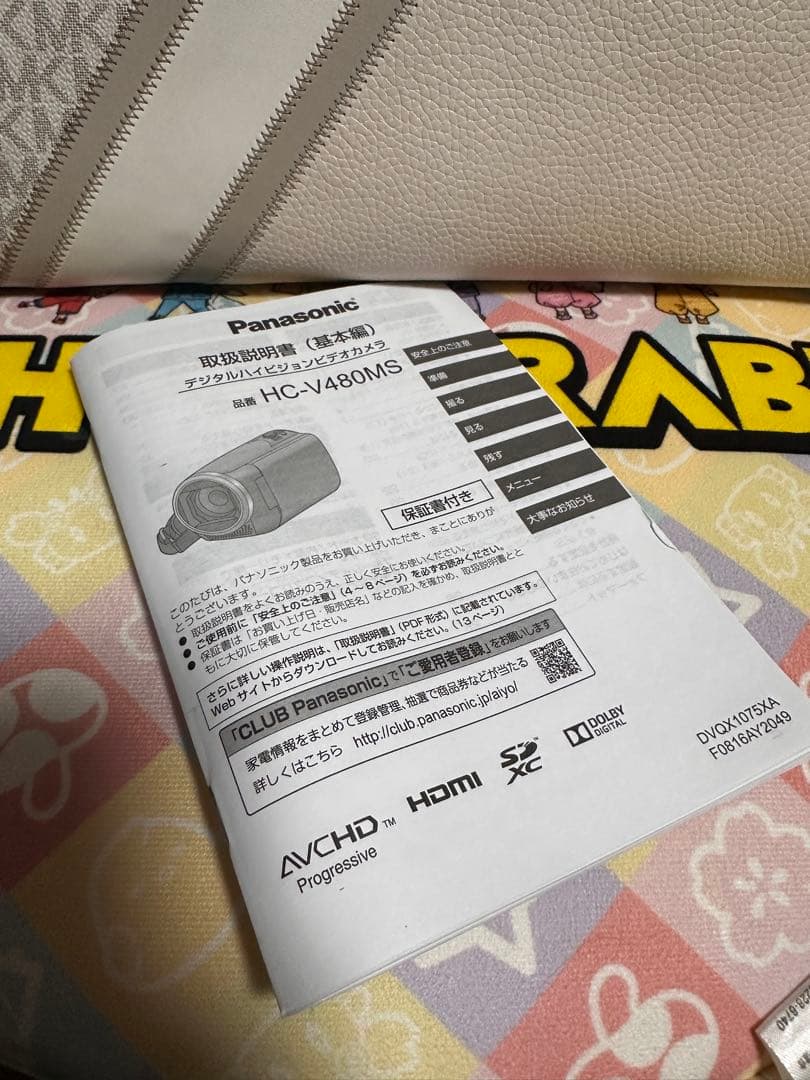 Panasonic
取扱説明書（基本編）
デジタルハイビジョンビデオカメラ
品番 HC-V480MS
安全上のご注意
準備
撮る
見る
残す
メニュー
大事なお知らせ
保証書付き
このたびは、パナソニック製品をお買い上げいただき、まことにありが
とうございます。
● 取扱説明書をよくお読みのうえ、正しく安全にお使いください。
● ご使用前に「安全上のご注意」（4～8ページ）を必ずお読みください。
● 保証書は「お買い上げ日・販売店名」などの記入を確かめ、取扱説明書とと
もに大切に保管してください。
さらに詳しい操作説明は、「取扱説明書」（PDF形式）に記載されています。
Webサイトからダウンロードしてお読みください。（13ページ）
「CLUB Panasonic」で「ご愛用者登録」をお願いします
家電情報をまとめて登録管理、抽選で商品券などが当たる
詳しくはこちら http://club.panasonic.jp/aiyo/
AVCHD™
Progressive
HDMI
SD
XC
DOLBY
DIGITAL
DVQX1075XA
F0816AY2049
H
RAB